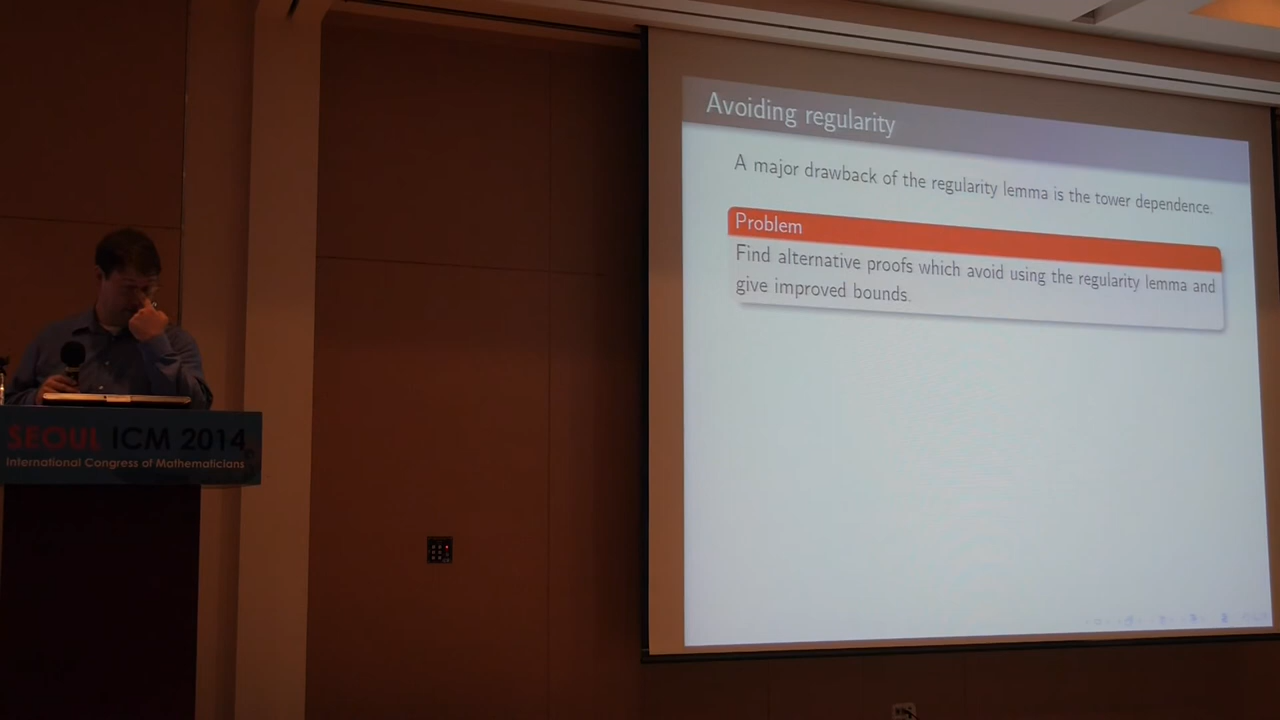 Avoiding regularity
A major drawback of the regularity lemma is the tower dependence.
Problem
Find alternative proofs which avoid using the regularity lemma and
give improved bounds.
SEOUL ICM 2014
International Congress of Mathematicians